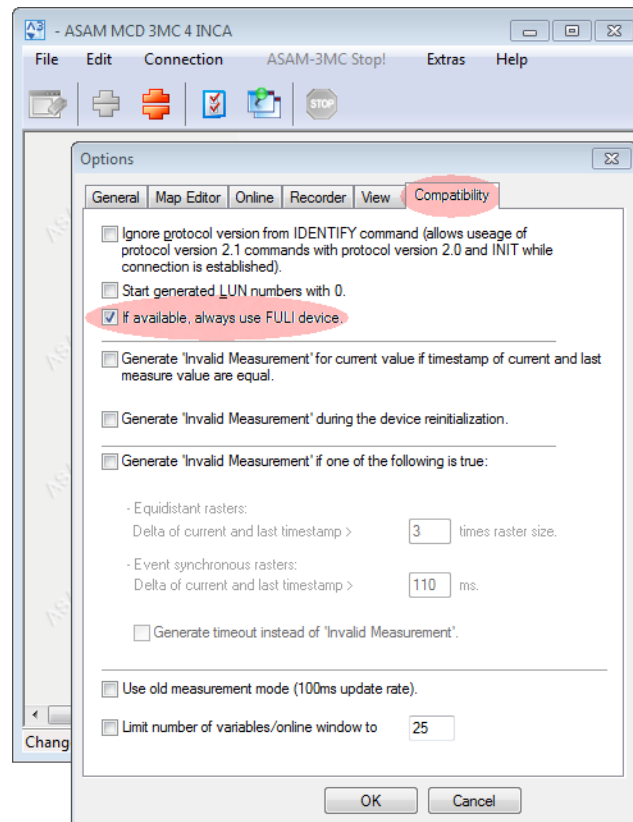 - ASAM MCD 3MC 4 INCA
File Edit Connection ASAM-3MC Stop! Extras Help
STOP
Options
General Map Editor Online Recorder View Compatibility
Ignore protocol version from IDENTIFY command (allows useage of
protocol version 2.1 commands with protocol version 2.0 and INIT while
connection is established).
Start generated LUN numbers with 0.
If available, always use FULI device.
Generate 'Invalid Measurement' for current value if timestamp of current and last
measure value are equal.
Generate 'Invalid Measurement' during the device reinitialization.
Generate 'Invalid Measurement' if one of the following is true:
- Equidistant rasters:
Delta of current and last timestamp > 3 times raster size.
- Event synchronous rasters:
Delta of current and last timestamp > 110 ms.
Generate timeout instead of 'Invalid Measurement'.
Use old measurement mode (100ms update rate).
Limit number of variables/online window to 25
Chang
OK Cancel